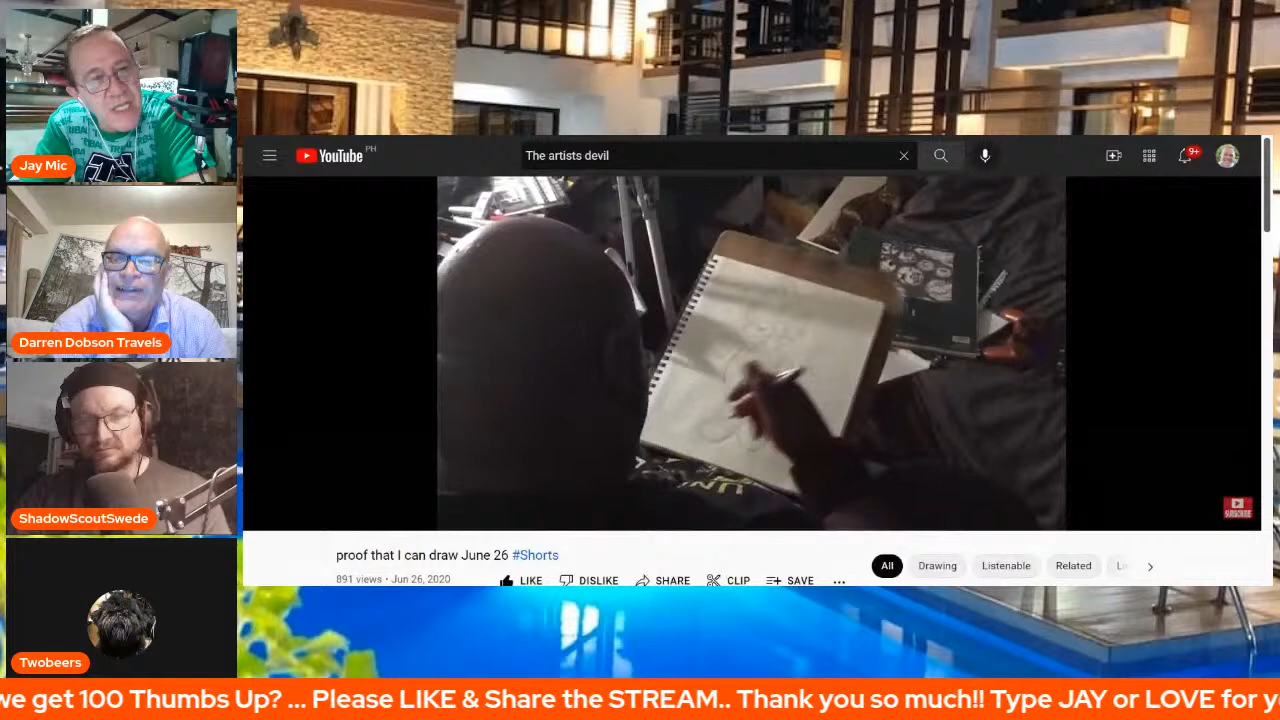 Jay Mic
Darren Dobson Travels
ShadowScoutSwede
Twobeers
YouTube PH
The artists devil
9+
SUBSCRIBE
proof that I can draw June 26 #Shorts
891 views • Jun 26, 2020
LIKE DISLIKE SHARE CLIP SAVE ...
All Drawing Listenable Related
we get 100 Thumbs Up? ... Please LIKE & Share the STREAM.. Thank you so much!! Type JAY or LOVE for y